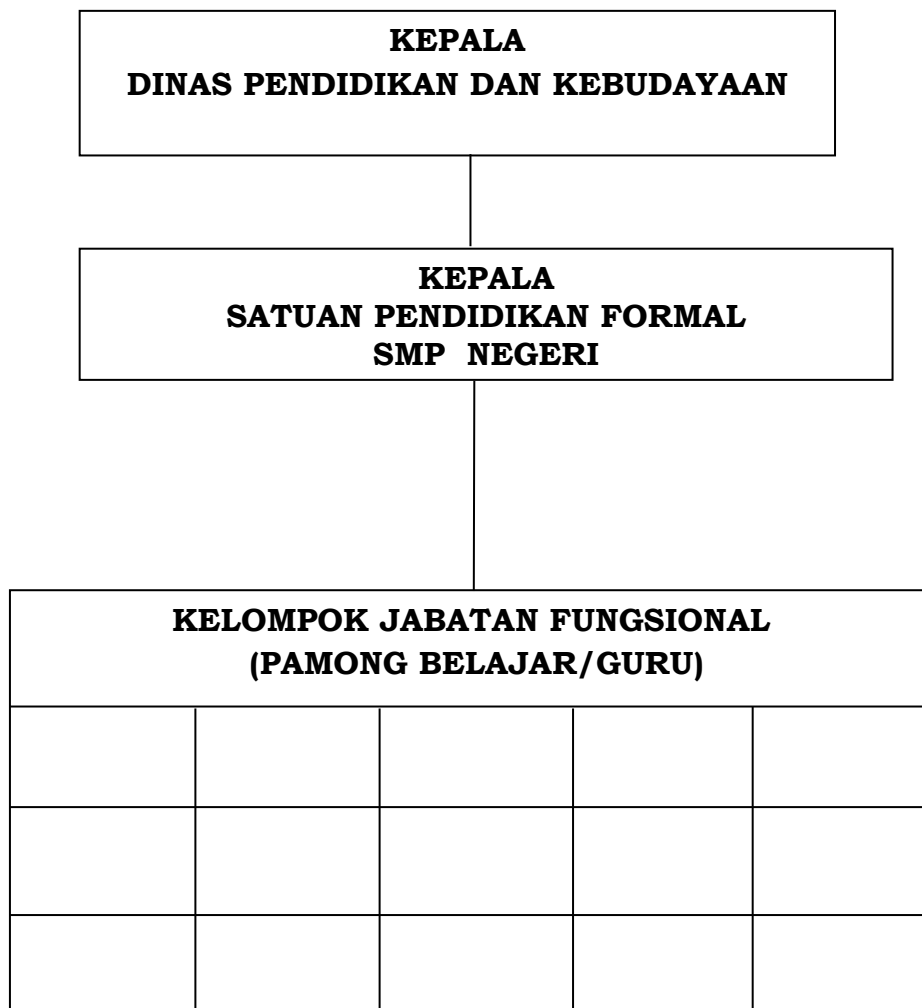 KEPALA
DINAS PENDIDIKAN DAN KEBUDAYAAN
KEPALA
SATUAN PENDIDIKAN FORMAL
SMP NEGERI
KELOMPOK JABATAN FUNGSIONAL
(PAMONG BELAJAR/GURU)